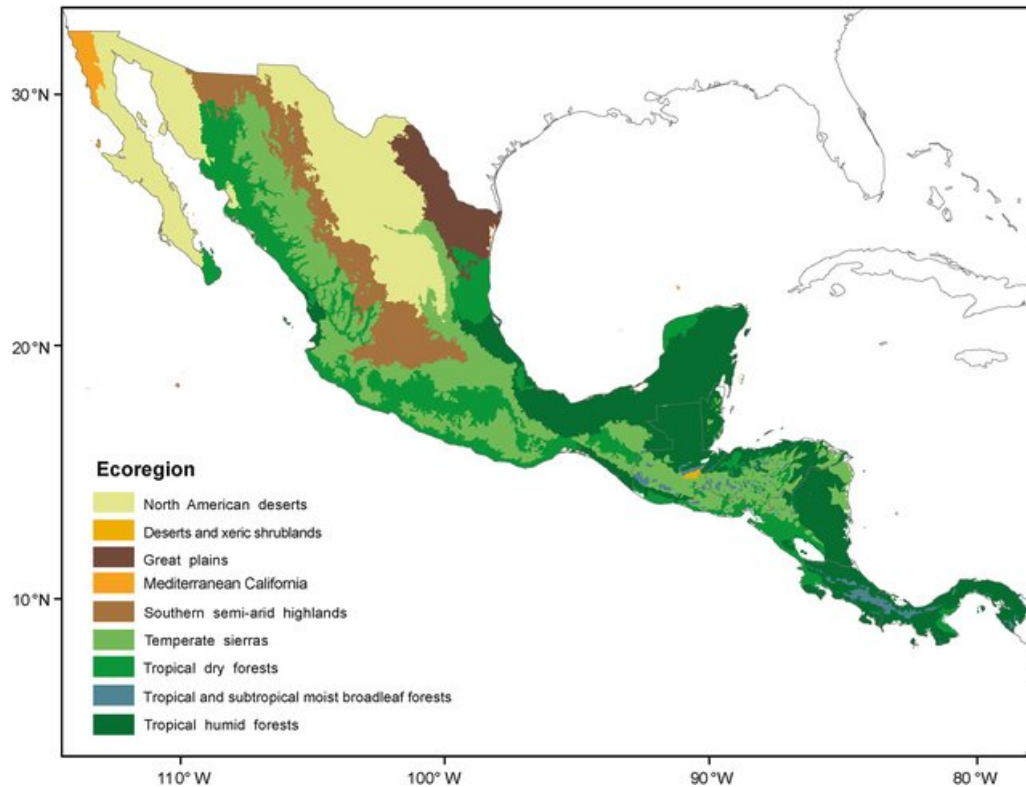 30°N
20°N
10°N
Ecoregion
North American deserts
Deserts and xeric shrublands
Great plains
Mediterranean California
Southern semi-arid highlands
Temperate sierras
Tropical dry forests
Tropical and subtropical moist broadleaf forests
Tropical humid forests
110°W
100°W
90°W
80°W